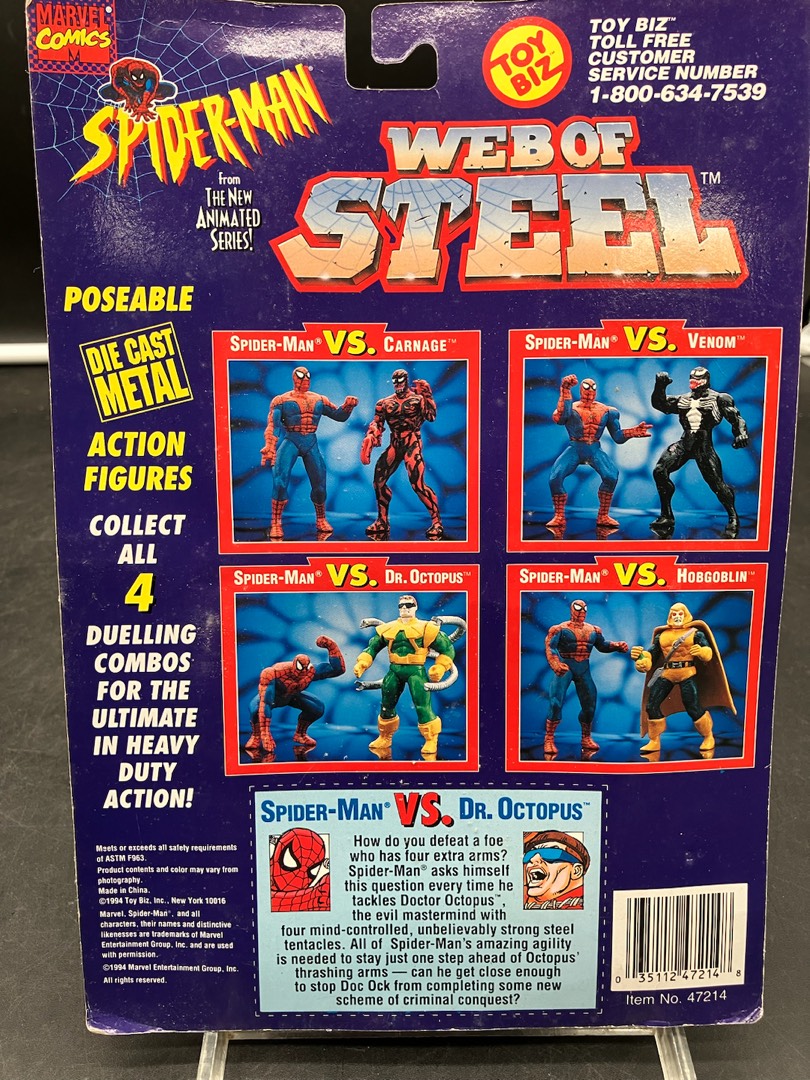 MARVEL
COMICS
M
SPIDER-MAN
from
THE NEW
ANIMATED
SERIES!
TOY
BIZ
TOY BIZ™
TOLL FREE
CUSTOMER
SERVICE NUMBER
1-800-634-7539
WEB OF
STEEL™
POSEABLE
DIE CAST
METAL
ACTION
FIGURES
COLLECT
ALL
4
DUELLING
COMBOS
FOR THE
ULTIMATE
IN HEAVY
DUTY
ACTION!
SPIDER-MAN® VS. CARNAGE™
SPIDER-MAN® VS. VENOM™
SPIDER-MAN® VS. DR. OCTOPUS™
SPIDER-MAN® VS. HOBGOBLIN™
SPIDER-MAN® VS. DR. OCTOPUS™
How do you defeat a foe
who has four extra arms?
Spider-Man® asks himself
this question every time he
tackles Doctor Octopus™,
the evil mastermind with
four mind-controlled, unbelievably strong steel
tentacles. All of Spider-Man's amazing agility
is needed to stay just one step ahead of Octopus'
thrashing arms — can he get close enough
to stop Doc Ock from completing some new
scheme of criminal conquest?
Meets or exceeds all safety requirements
of ASTM F963.
Product contents and color may vary from
photography.
Made in China.
©1994 Toy Biz, Inc., New York 10016
Marvel, Spider-Man®, and all
characters, their names and distinctive
likenesses are trademarks of Marvel
Entertainment Group, Inc. and are used
with permission.
©1994 Marvel Entertainment Group, Inc.
All rights reserved.
0 35112 47214 8
Item No. 47214